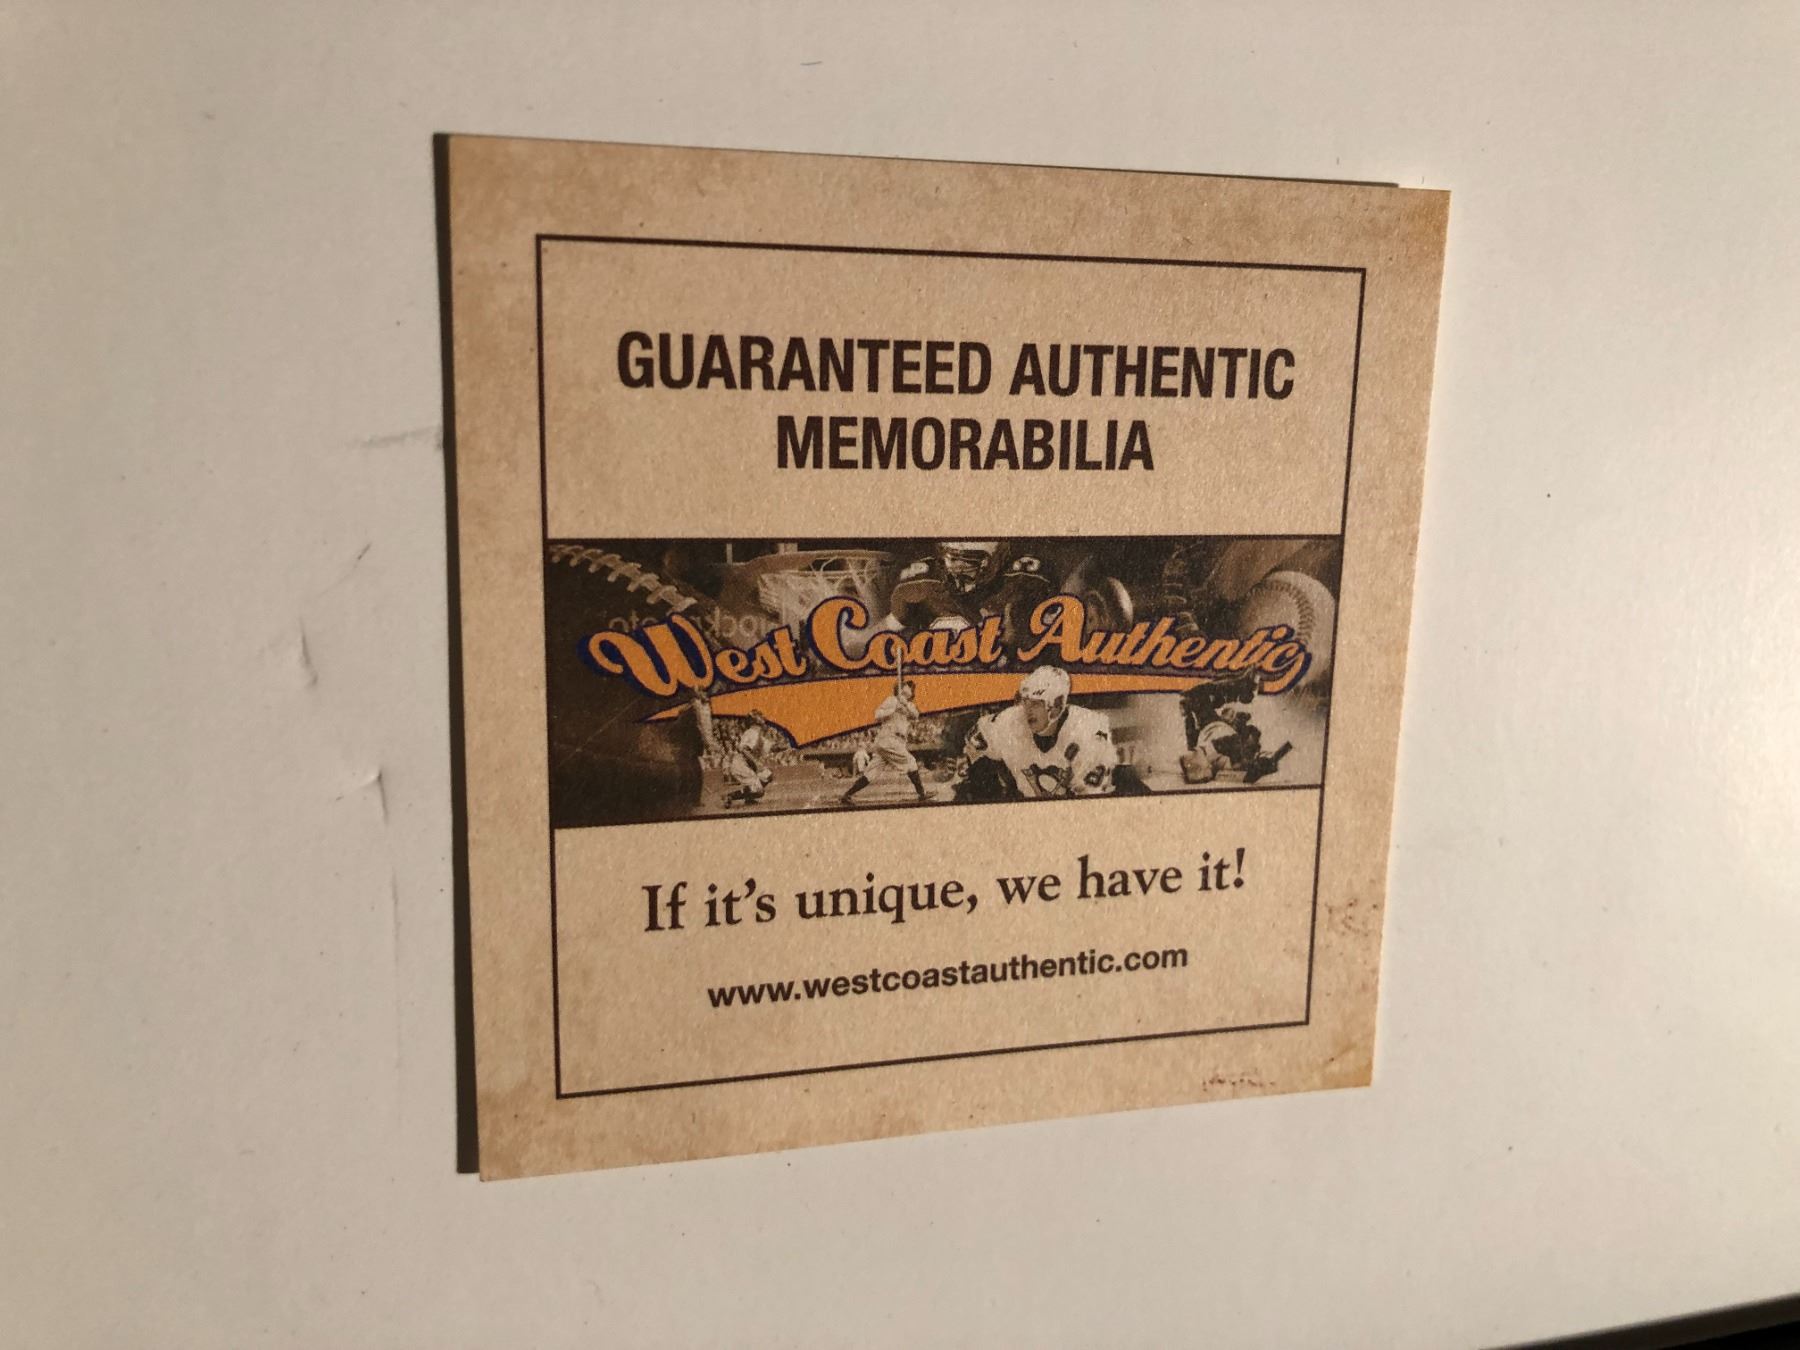 GUARANTEED AUTHENTIC
MEMORABILIA
West Coast Authentic
If it's unique, we have it!
www.westcoastauthentic.com